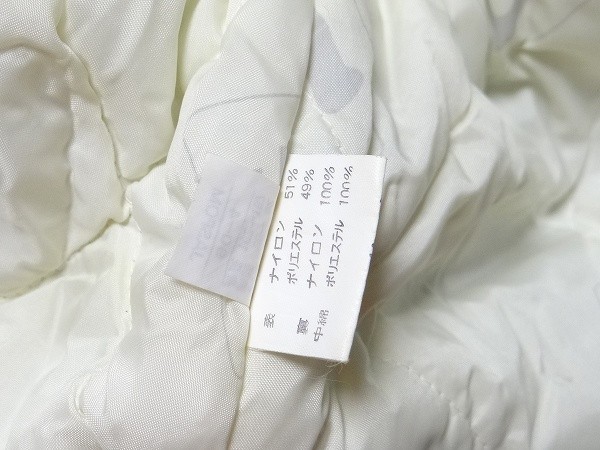 表 ナイロン 51%
ポリエステル 49%
裏 ナイロン 100%
中綿 ポリエステル 100%